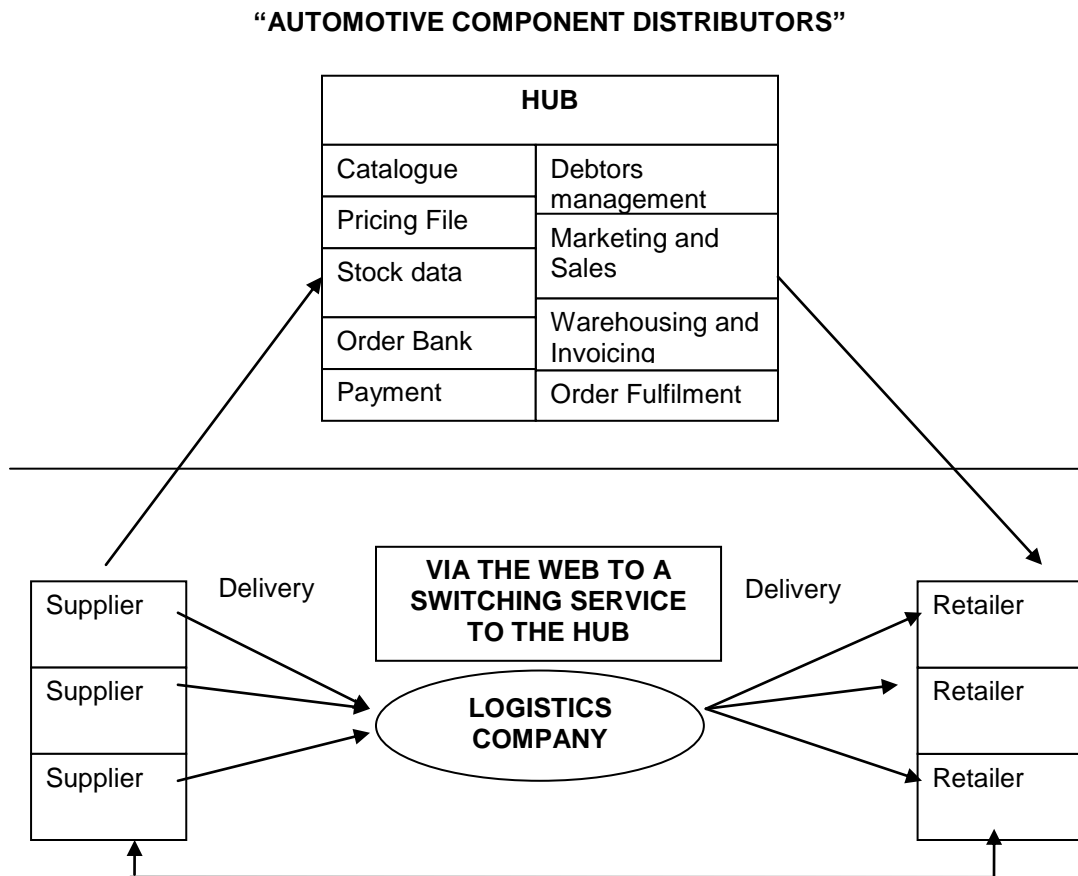 “AUTOMOTIVE COMPONENT DISTRIBUTORS”
HUB
Catalogue
Pricing File
Stock data
Order Bank
Payment
Debtors
management
Marketing and
Sales
Warehousing and
Invoicing
Order Fulfilment
Supplier
Supplier
Supplier
Delivery
VIA THE WEB TO A
SWITCHING SERVICE
TO THE HUB
LOGISTICS
COMPANY
Delivery
Retailer
Retailer
Retailer